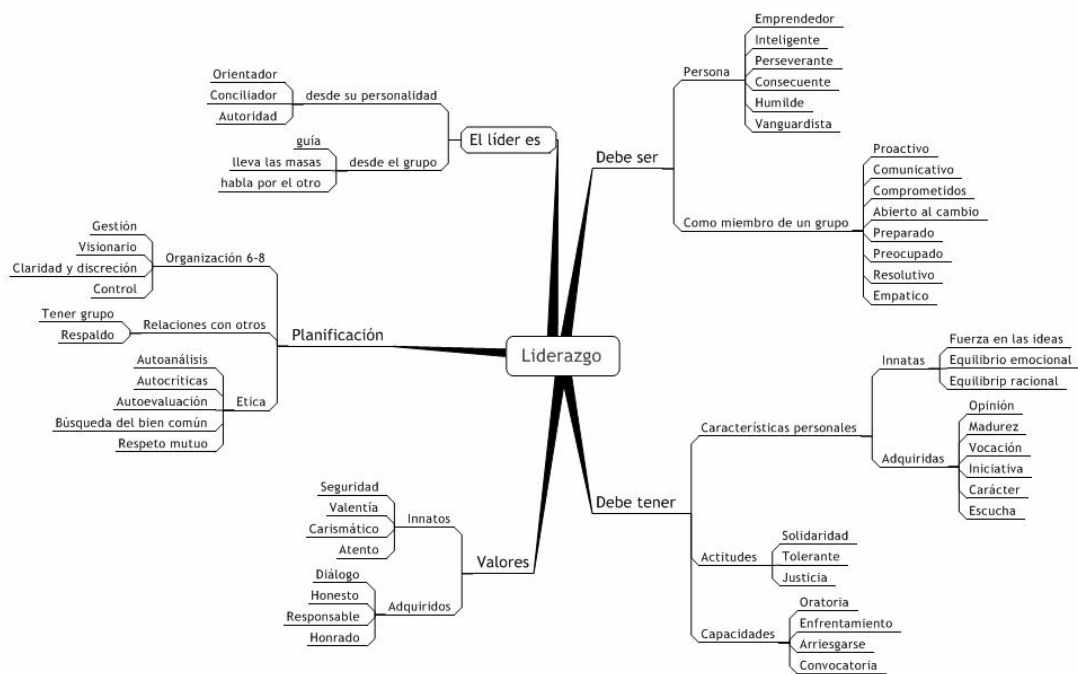 Liderazgo
El líder es
desde su personalidad
Orientador
Conciliador
Autoridad
desde el grupo
guía
lleva las masas
habla por el otro
Planificación
Organización 6-8
Gestión
Visionario
Claridad y discreción
Control
Relaciones con otros
Tener grupo
Respaldo
Etica
Autoanálisis
Autocríticas
Autoevaluación
Búsqueda del bien común
Respeto mutuo
Valores
Innatos
Seguridad
Valentía
Carismático
Atento
Adquiridos
Diálogo
Honesto
Responsable
Honrado
Debe ser
Persona
Emprendedor
Inteligente
Perseverante
Consecuente
Humilde
Vanguardista
Como miembro de un grupo
Proactivo
Comunicativo
Comprometidos
Abierto al cambio
Preparado
Preocupado
Resolutivo
Empatico
Debe tener
Características personales
Innatas
Fuerza en las ideas
Equilibrio emocional
Equilibrip racional
Adquiridas
Opinión
Madurez
Vocación
Iniciativa
Carácter
Escucha
Actitudes
Solidaridad
Tolerante
Justicia
Capacidades
Oratoria
Enfrentamiento
Arriesgarse
Convocatoria